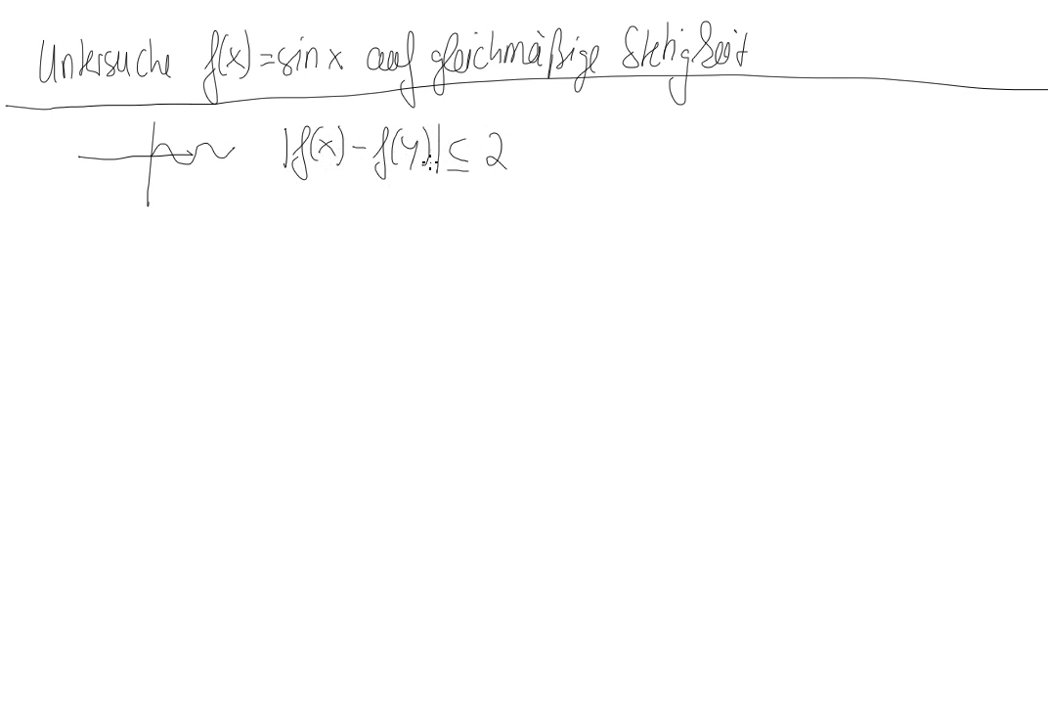 Untersuche f(x)=sin x auf gleichmäßige Stetigkeit
|f(x)-f(y)| ≤ 2